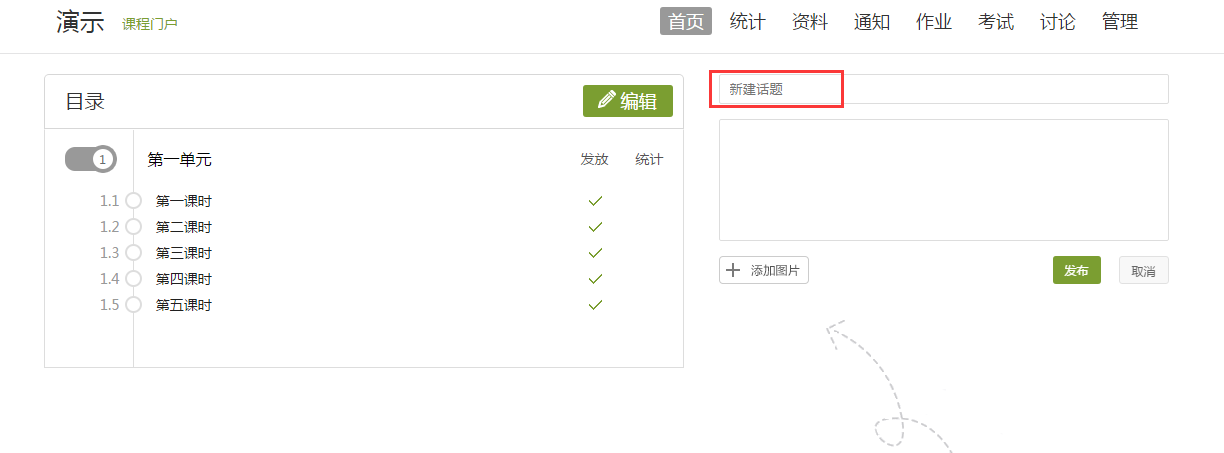 演示 课程门户 首页 统计 资料 通知 作业 考试 讨论 管理
目录 编辑
1 第一单元 发放 统计
1.1 第一课时
1.2 第二课时
1.3 第三课时
1.4 第四课时
1.5 第五课时
新建话题
添加图片 发布 取消